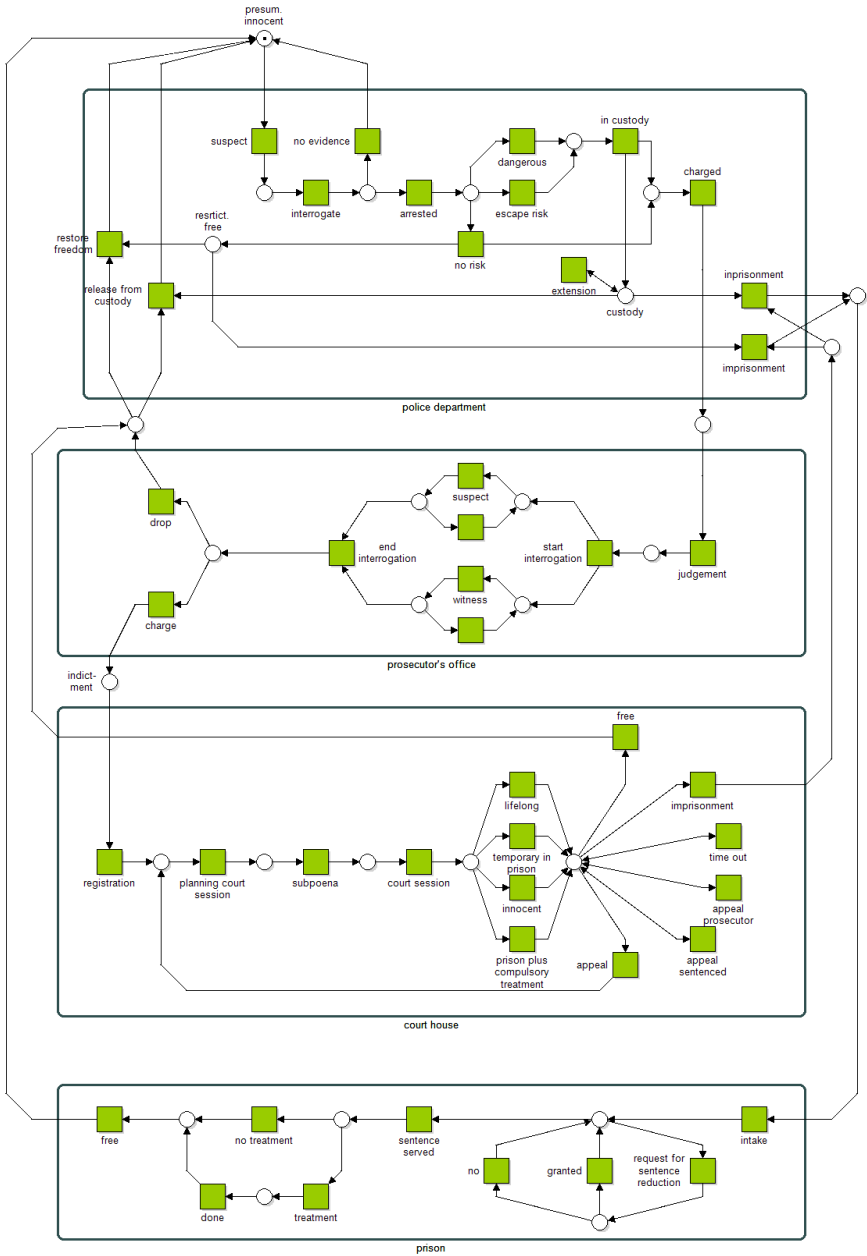 presum.
innocent
suspect
no evidence
in custody
dangerous
charged
interrogate
arrested
escape risk
resrtict.
free
restore
freedom
no risk
release from
custody
extension
custody
inprisonment
imprisonment
police department
drop
suspect
end
interrogation
start
interrogation
judgement
witness
charge
prosecutor's office
indict-
ment
free
lifelong
imprisonment
temporary in
prison
time out
registration
planning court
session
subpoena
court session
innocent
appeal
prosecutor
prison plus
compulsory
treatment
appeal
appeal
sentenced
court house
free
no treatment
sentence
served
no
granted
request for
sentence
reduction
intake
done
treatment
prison